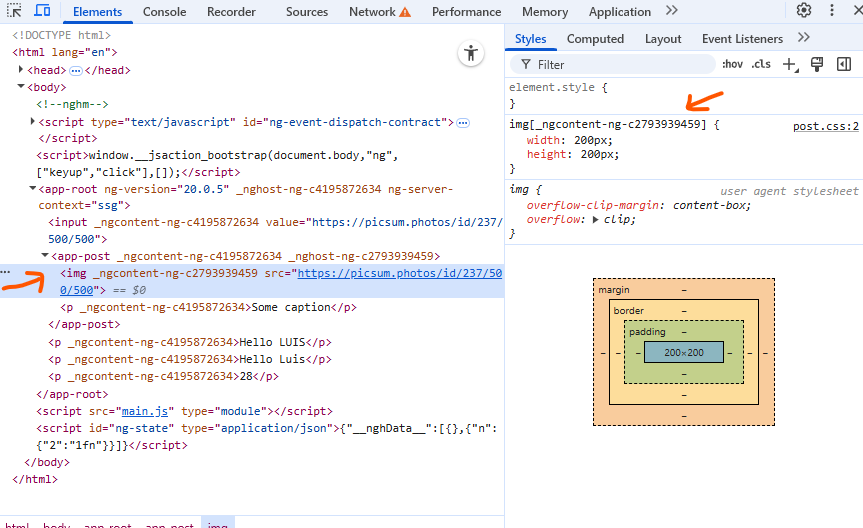 Elements Console Recorder Sources Network Performance Memory Application
<!DOCTYPE html>
<html lang="en">
<head> </head>
<body>
<!--nghm-->
<script type="text/javascript" id="ng-event-dispatch-contract">
</script>
<script>window.__jsaction_bootstrap(document.body,"ng",
["keyup","click"],[]);</script>
<app-root ng-version="20.0.5" _nghost-ng-c4195872634 ng-server-
context="ssg">
<input _ngcontent-ng-c4195872634 value="https://picsum.photos/id/237/
500/500">
<app-post _ngcontent-ng-c4195872634 _nghost-ng-c2793939459>
<img _ngcontent-ng-c2793939459 src="https://picsum.photos/id/237/50
0/500"> == $0
<p _ngcontent-ng-c4195872634>Some caption</p>
</app-post>
<p _ngcontent-ng-c4195872634>Hello LUIS</p>
<p _ngcontent-ng-c4195872634>Hello Luis</p>
<p _ngcontent-ng-c4195872634>28</p>
</app-root>
<script src="main.js" type="module"></script>
<script id="ng-state" type="application/json">{"__nghData__":[{},{"n":
{"2":"1fn"}}]}</script>
</body>
</html>
html body app-root app-post img
Styles Computed Layout Event Listeners
Filter :hov .cls
element.style {
}
img[_ngcontent-ng-c2793939459] { post.css:2
width: 200px;
height: 200px;
}
img { user agent stylesheet
overflow-clip-margin: content-box;
overflow: clip;
}
margin -
border -
padding -
- - - 200×200 - - -
-
-
-